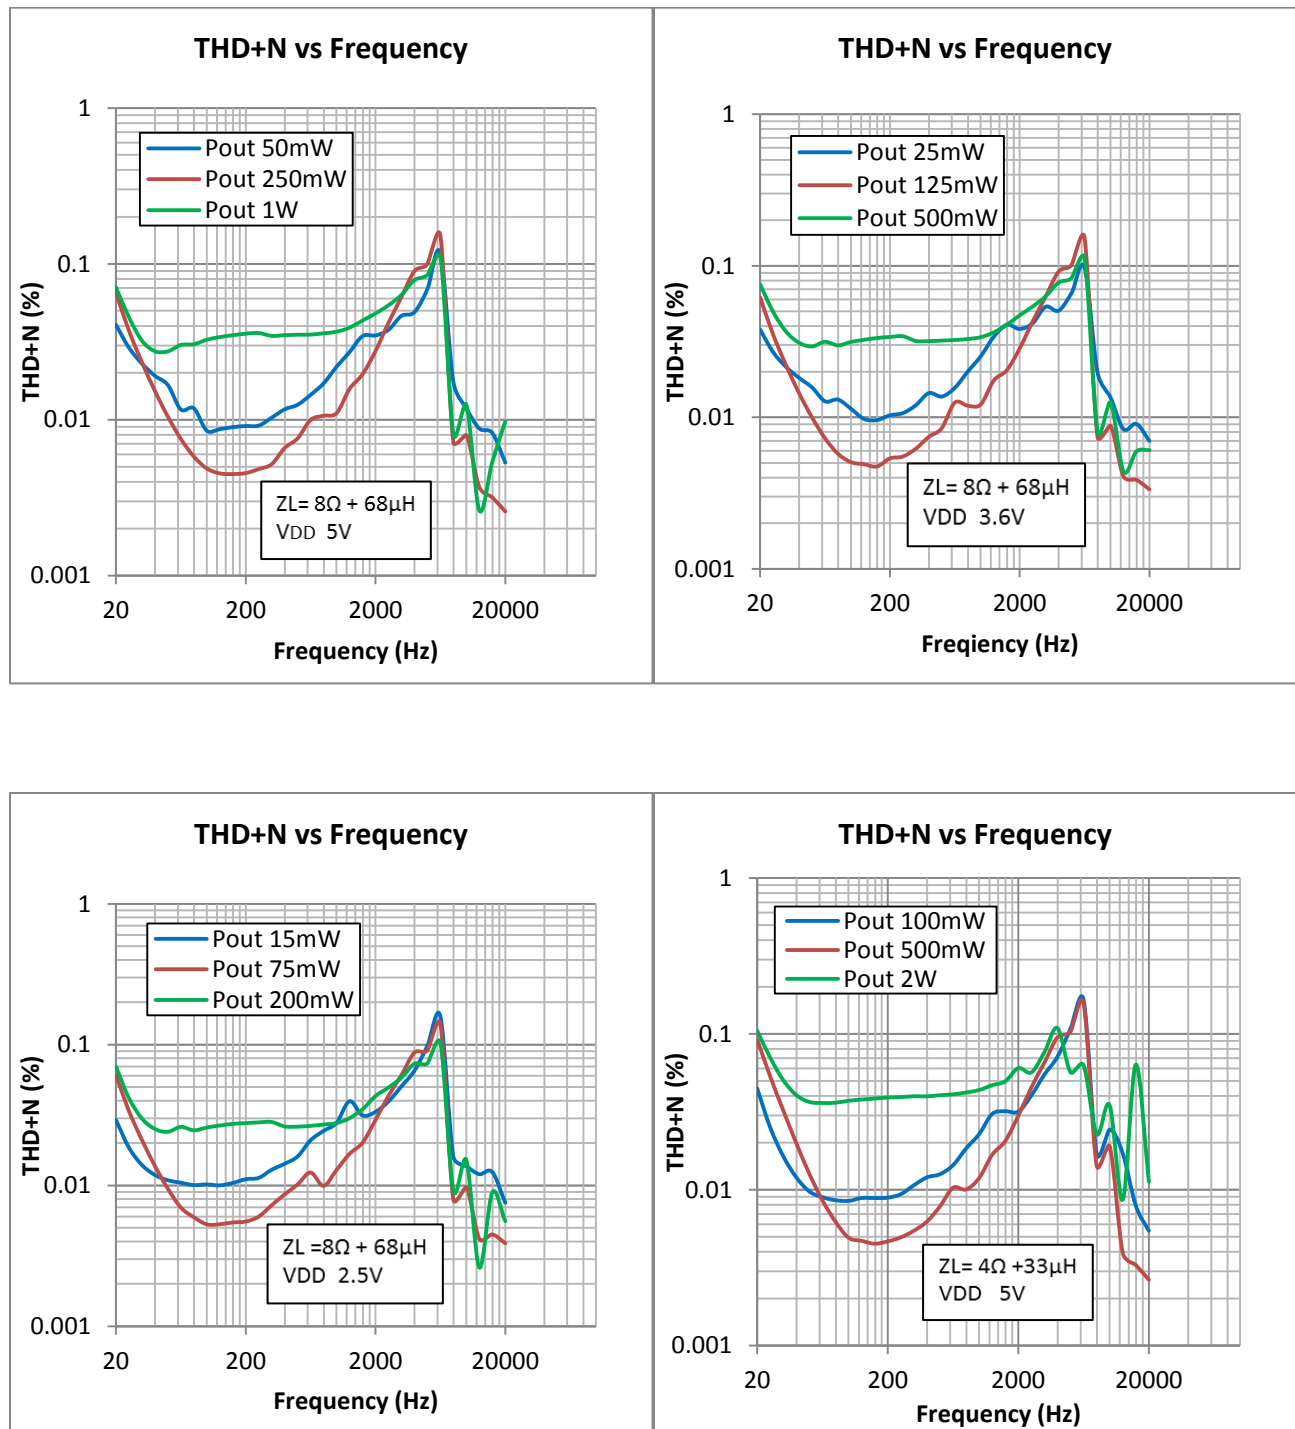 THD+N vs Frequency
1
0.1
0.01
0.001
THD+N (%)
Pout 50mW
Pout 250mW
Pout 1W
ZL= 8Ω + 68µH
VDD 5V
20
200
2000
20000
Frequency (Hz)
THD+N vs Frequency
1
0.1
0.01
0.001
THD+N (%)
Pout 25mW
Pout 125mW
Pout 500mW
ZL= 8Ω + 68µH
VDD 3.6V
20
200
2000
20000
Freqiency (Hz)
THD+N vs Frequency
1
0.1
0.01
0.001
THD+N (%)
Pout 15mW
Pout 75mW
Pout 200mW
ZL =8Ω + 68µH
VDD 2.5V
20
200
2000
20000
Frequency (Hz)
THD+N vs Frequency
1
0.1
0.01
0.001
THD+N (%)
Pout 100mW
Pout 500mW
Pout 2W
ZL= 4Ω +33µH
VDD 5V
20
200
2000
20000
Frequency (Hz)